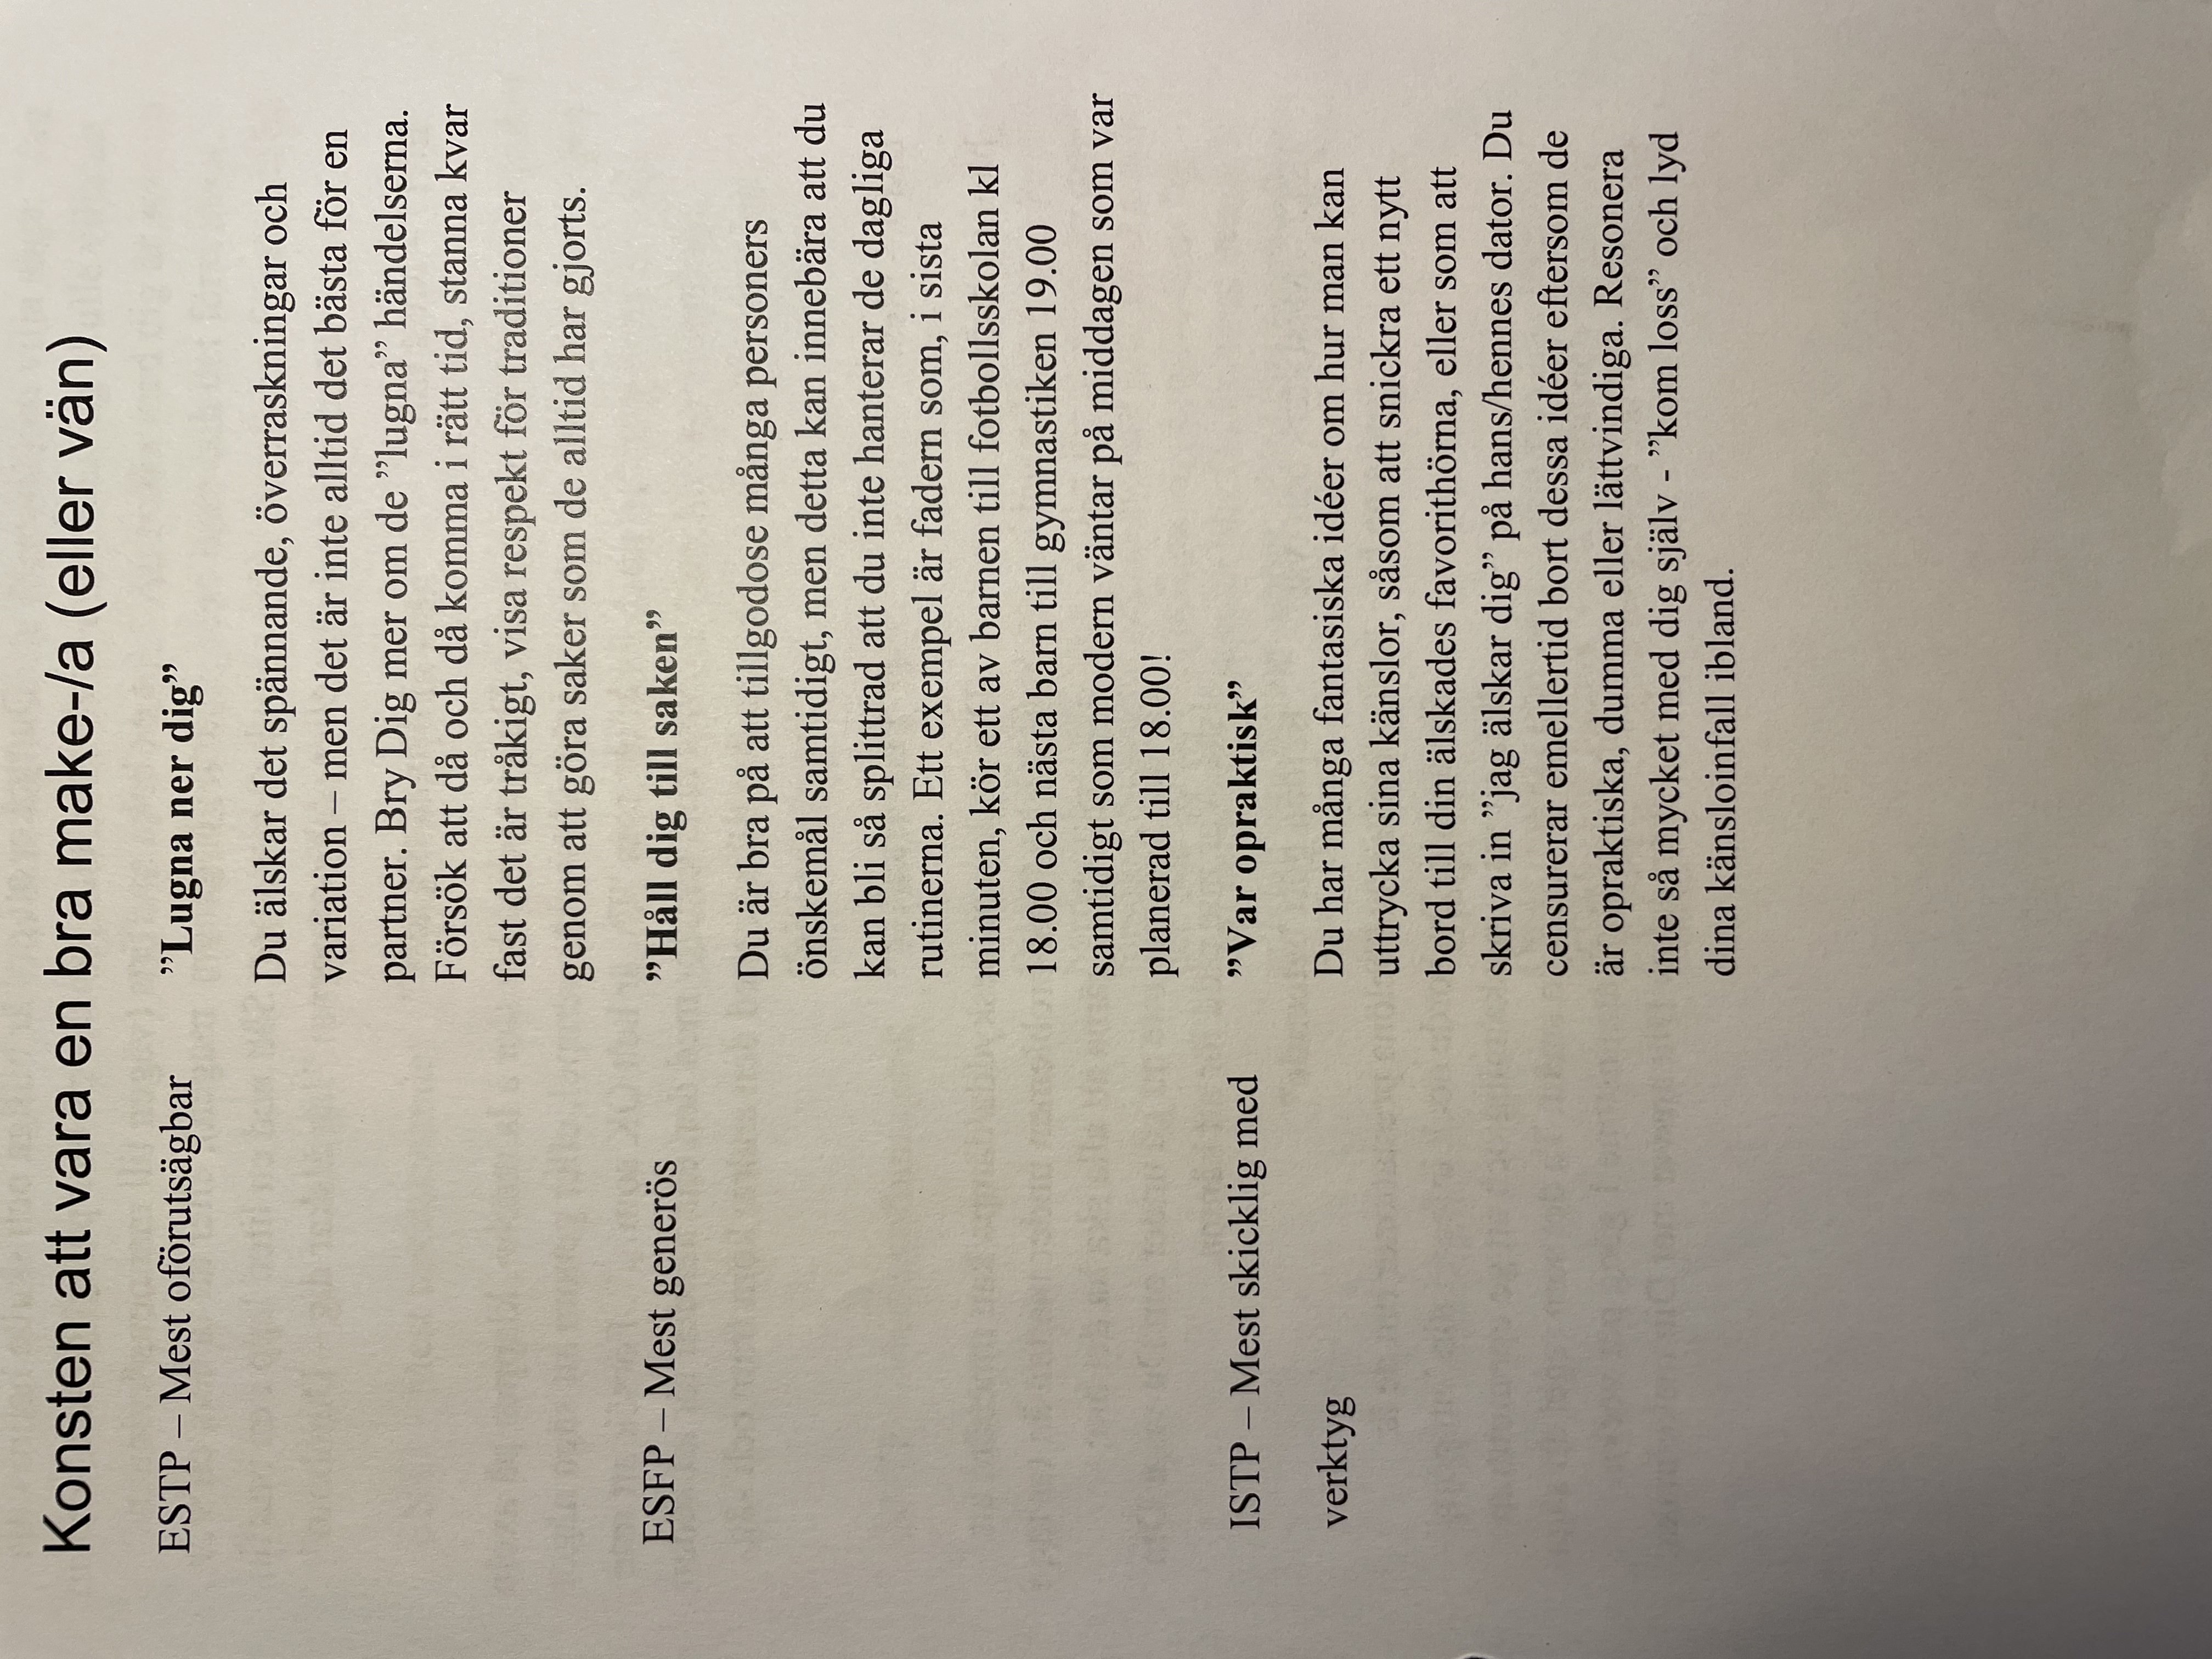 Konsten att vara en bra make-/a (eller vän)
ESTP – Mest oförutsägbar
”Lugna ner dig”
Du älskar det spännande, överraskningar och
variation – men det är inte alltid det bästa för en
partner. Bry Dig mer om de ”lugna” händelserna.
Försök att då och då komma i rätt tid, stanna kvar
fast det är tråkigt, visa respekt för traditioner
genom att göra saker som de alltid har gjorts.
ESFP – Mest generös
”Håll dig till saken”
Du är bra på att tillgodose många personers
önskemål samtidigt, men detta kan innebära att du
kan bli så splittrad att du inte hanterar de dagliga
rutinerna. Ett exempel är fadern som, i sista
minuten, kör ett av barnen till fotbollsskolan kl
18.00 och nästa barn till gymnastiken 19.00
samtidigt som modern väntar på middagen som var
planerad till 18.00!
ISTP – Mest skicklig med
verktyg
”Var opraktisk”
Du har många fantasiska idéer om hur man kan
uttrycka sina känslor, såsom att snickra ett nytt
bord till din älskades favorithörna, eller som att
skriva in ”jag älskar dig” på hans/hennes dator. Du
censurerar emellertid bort dessa idéer eftersom de
är opraktiska, dumma eller lättvindiga. Resonera
inte så mycket med dig själv - ”kom loss” och lyd
dina känsloinfall ibland.